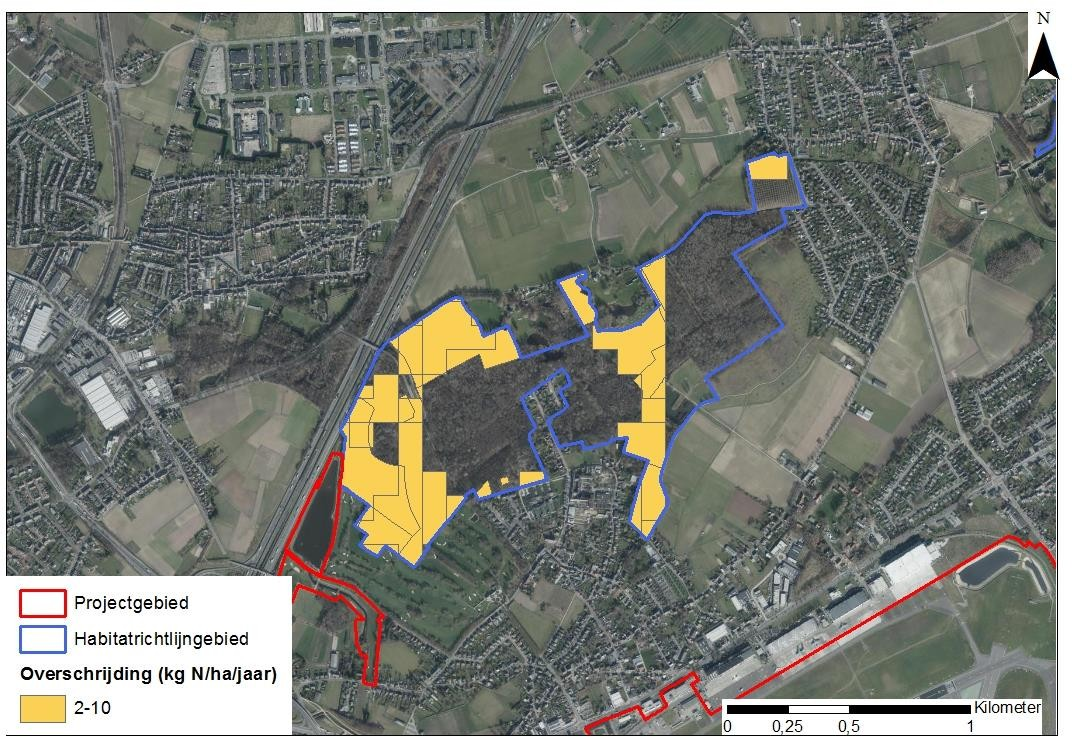 N
Projectgebied
Habitatrichtlijngebied
Overschrijding (kg N/ha/jaar)
2-10
Kilometer
0 0,25 0,5 1